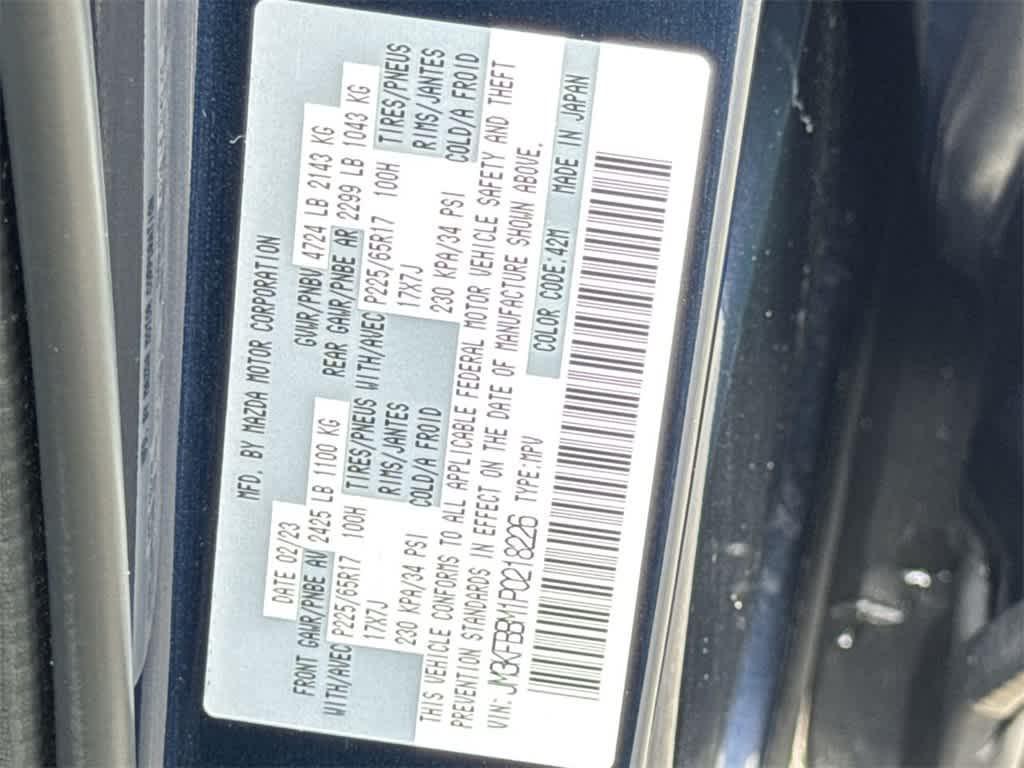 MFD. BY MAZDA MOTOR CORPORATION
DATE 02/23 GVWR/PNBV 4724 LB 2143 KG
FRONT GAWR/PNBE AV 2425 LB 1100 KG REAR GAWR/PNBE AR 2299 LB 1043 KG
WITH/AVEC P225/65R17 100H TIRES/PNEUS WITH/AVEC P225/65R17 100H TIRES/PNEUS
17X7J RIMS/JANTES 17X7J RIMS/JANTES
230 KPA/34 PSI COLD/A FROID 230 KPA/34 PSI COLD/A FROID
THIS VEHICLE CONFORMS TO ALL APPLICABLE FEDERAL MOTOR VEHICLE SAFETY AND THEFT
PREVENTION STANDARDS IN EFFECT ON THE DATE OF MANUFACTURE SHOWN ABOVE.
VIN: JM3KFBBM1P0218226 TYPE:MPV COLOR CODE:42M MADE IN JAPAN